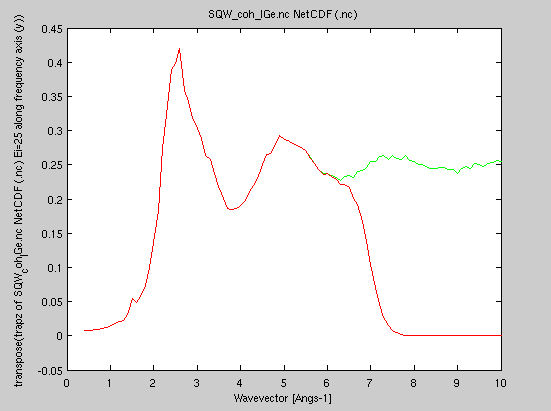 SQW_coh_lGe.nc NetCDF (.nc)
transpose(trapz of SQW_coh_lGe.nc NetCDF (.nc) Ei=25 along frequency axis (y ))
0.45
0.4
0.35
0.3
0.25
0.2
0.15
0.1
0.05
0
-0.05
0 1 2 3 4 5 6 7 8 9 10
Wavevector [Angs-1]